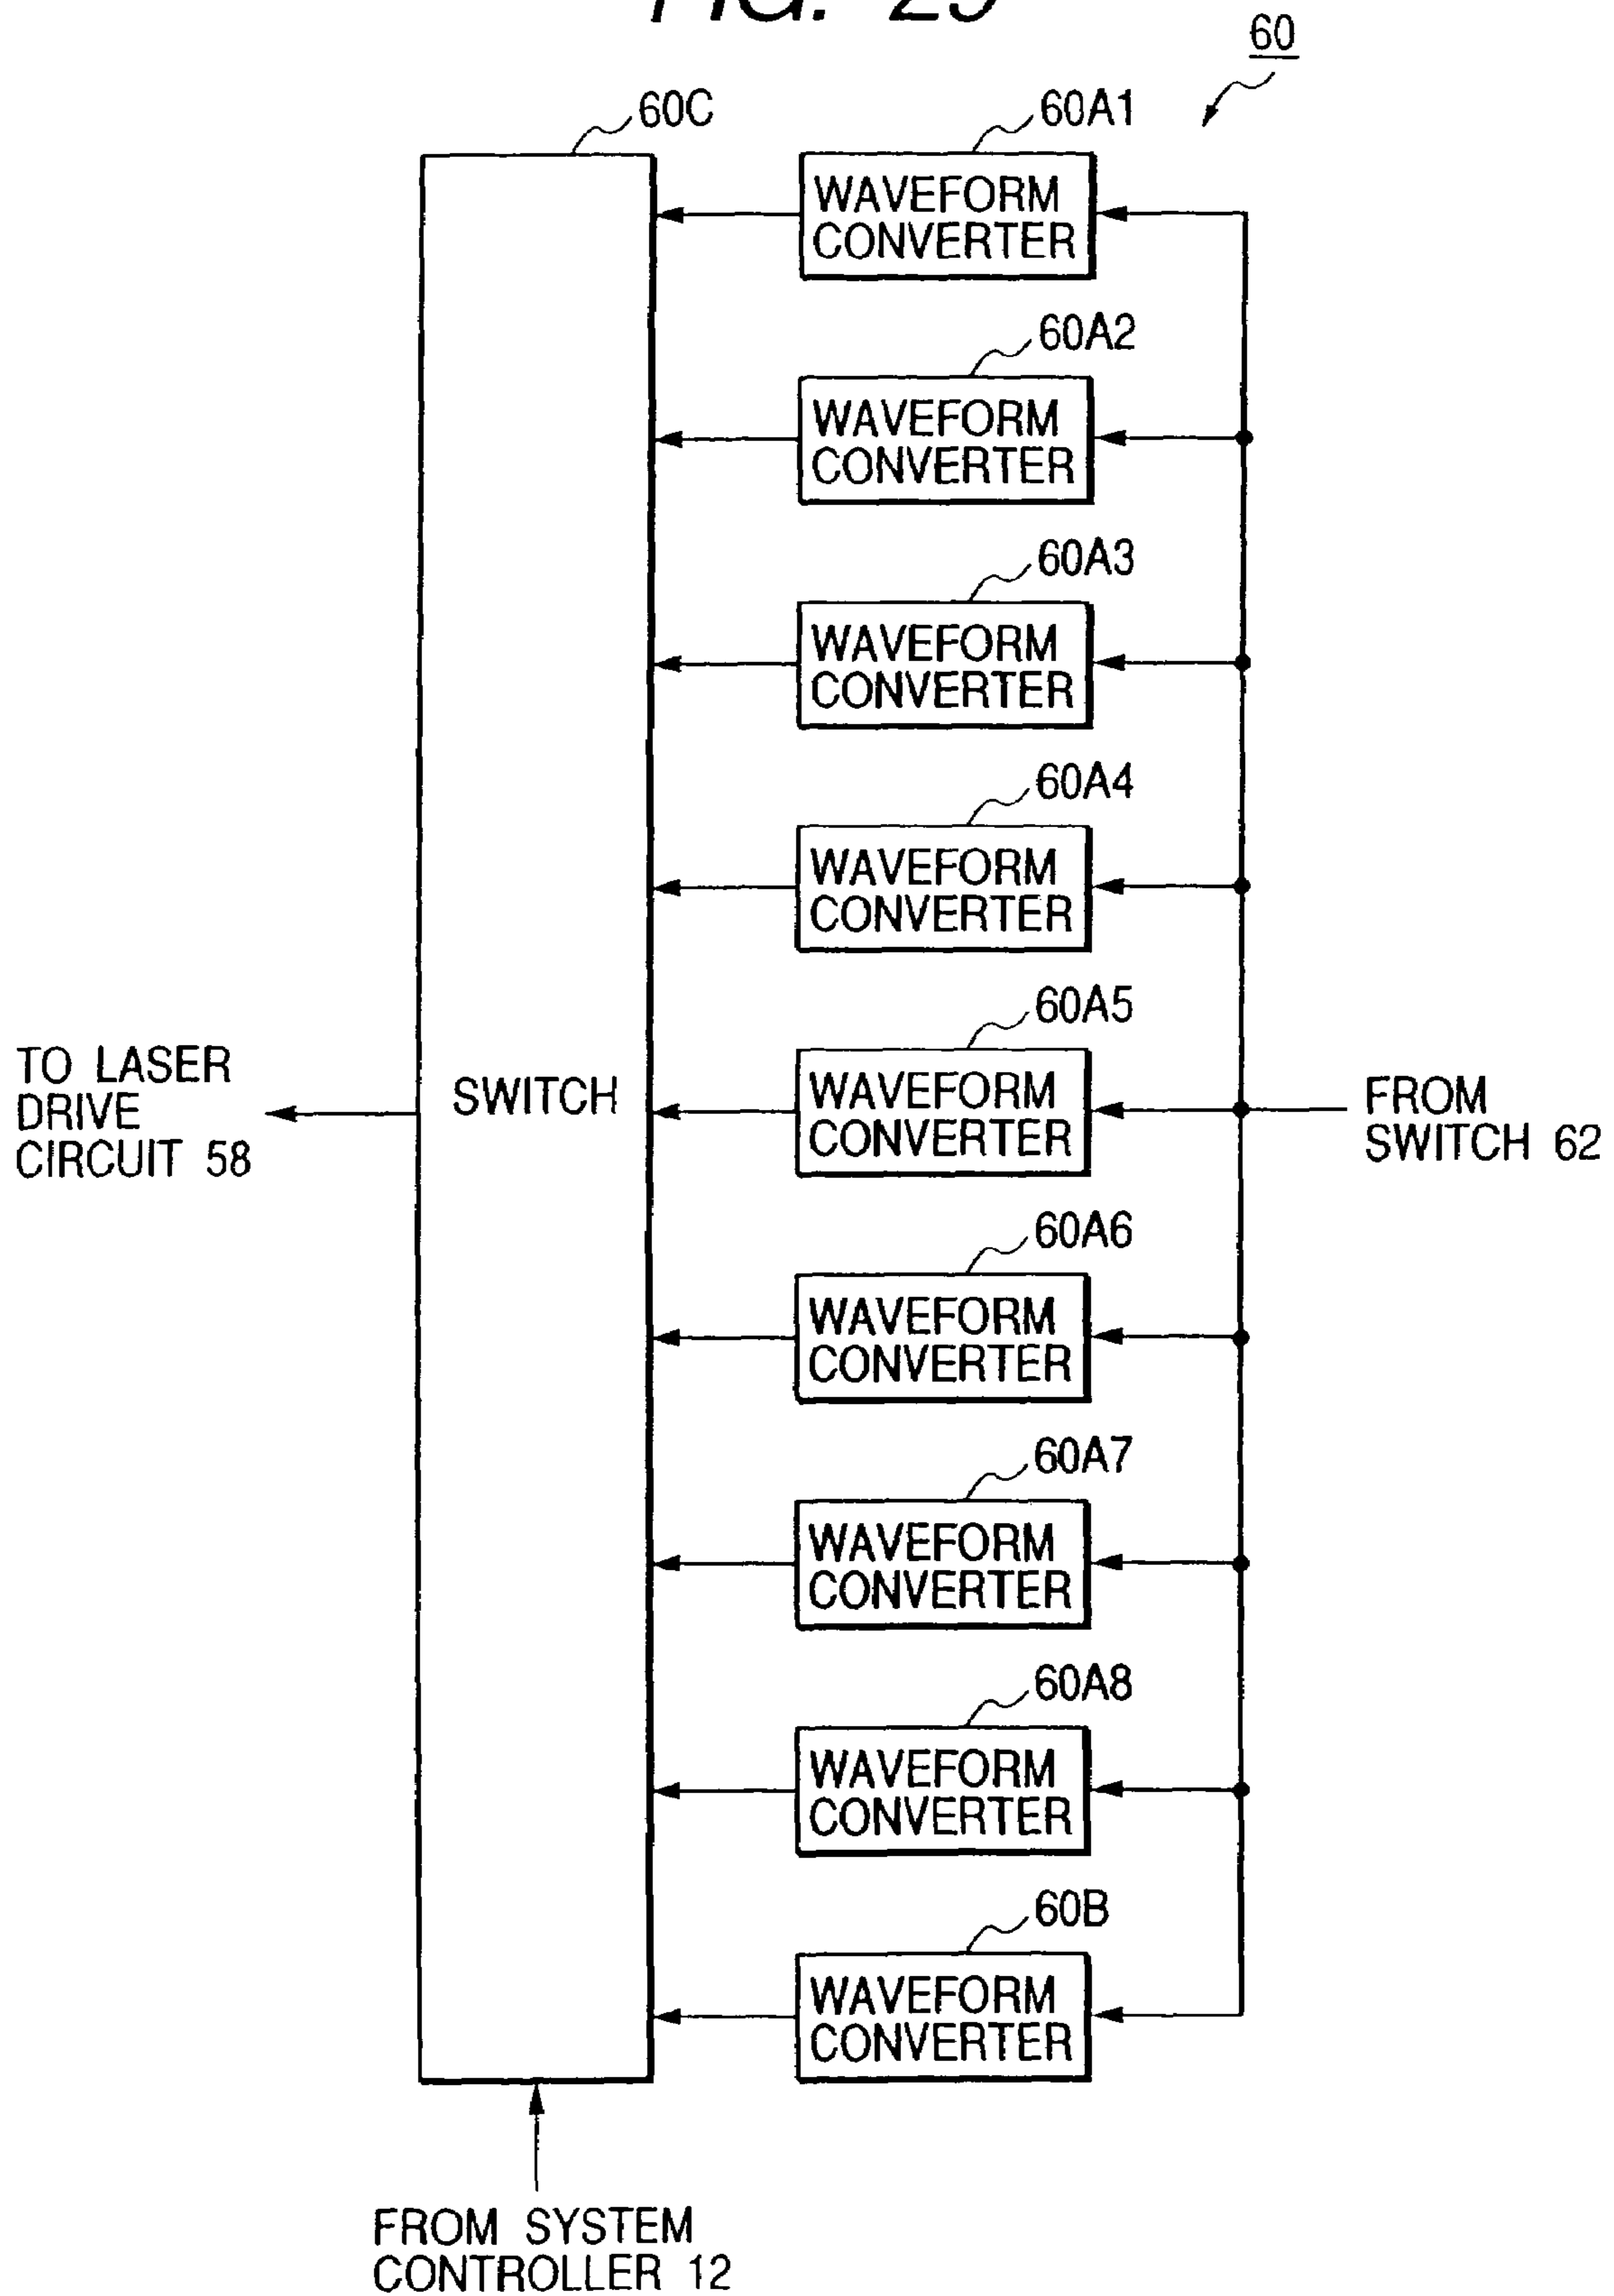 60
60C
60A1
WAVEFORM
CONVERTER
60A2
WAVEFORM
CONVERTER
60A3
WAVEFORM
CONVERTER
60A4
WAVEFORM
CONVERTER
60A5
WAVEFORM
CONVERTER
TO LASER
DRIVE
CIRCUIT 58
SWITCH
FROM
SWITCH 62
60A6
WAVEFORM
CONVERTER
60A7
WAVEFORM
CONVERTER
60A8
WAVEFORM
CONVERTER
60B
WAVEFORM
CONVERTER
FROM SYSTEM
CONTROLLER 12